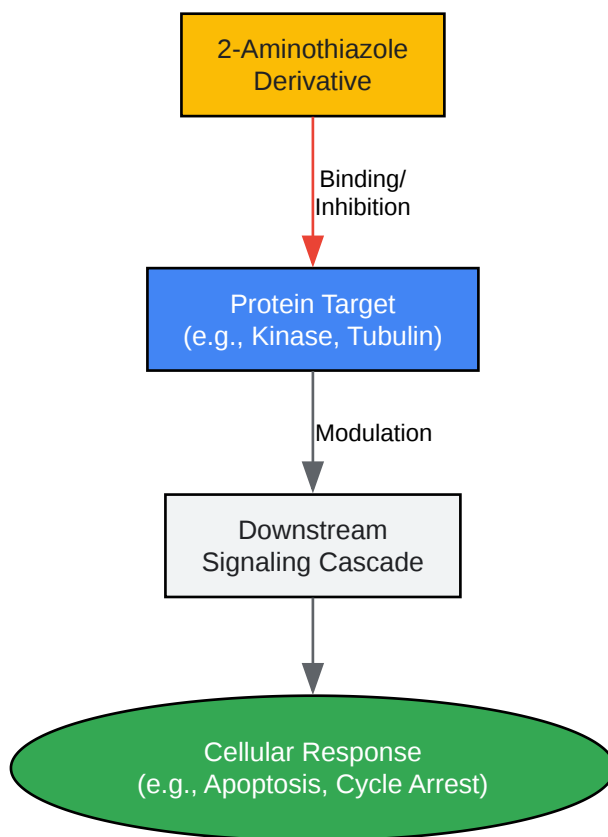 2-Aminothiazole
Derivative
Binding/
Inhibition
Protein Target
(e.g., Kinase, Tubulin)
Modulation
Downstream
Signaling Cascade
Cellular Response
(e.g., Apoptosis, Cycle Arrest)